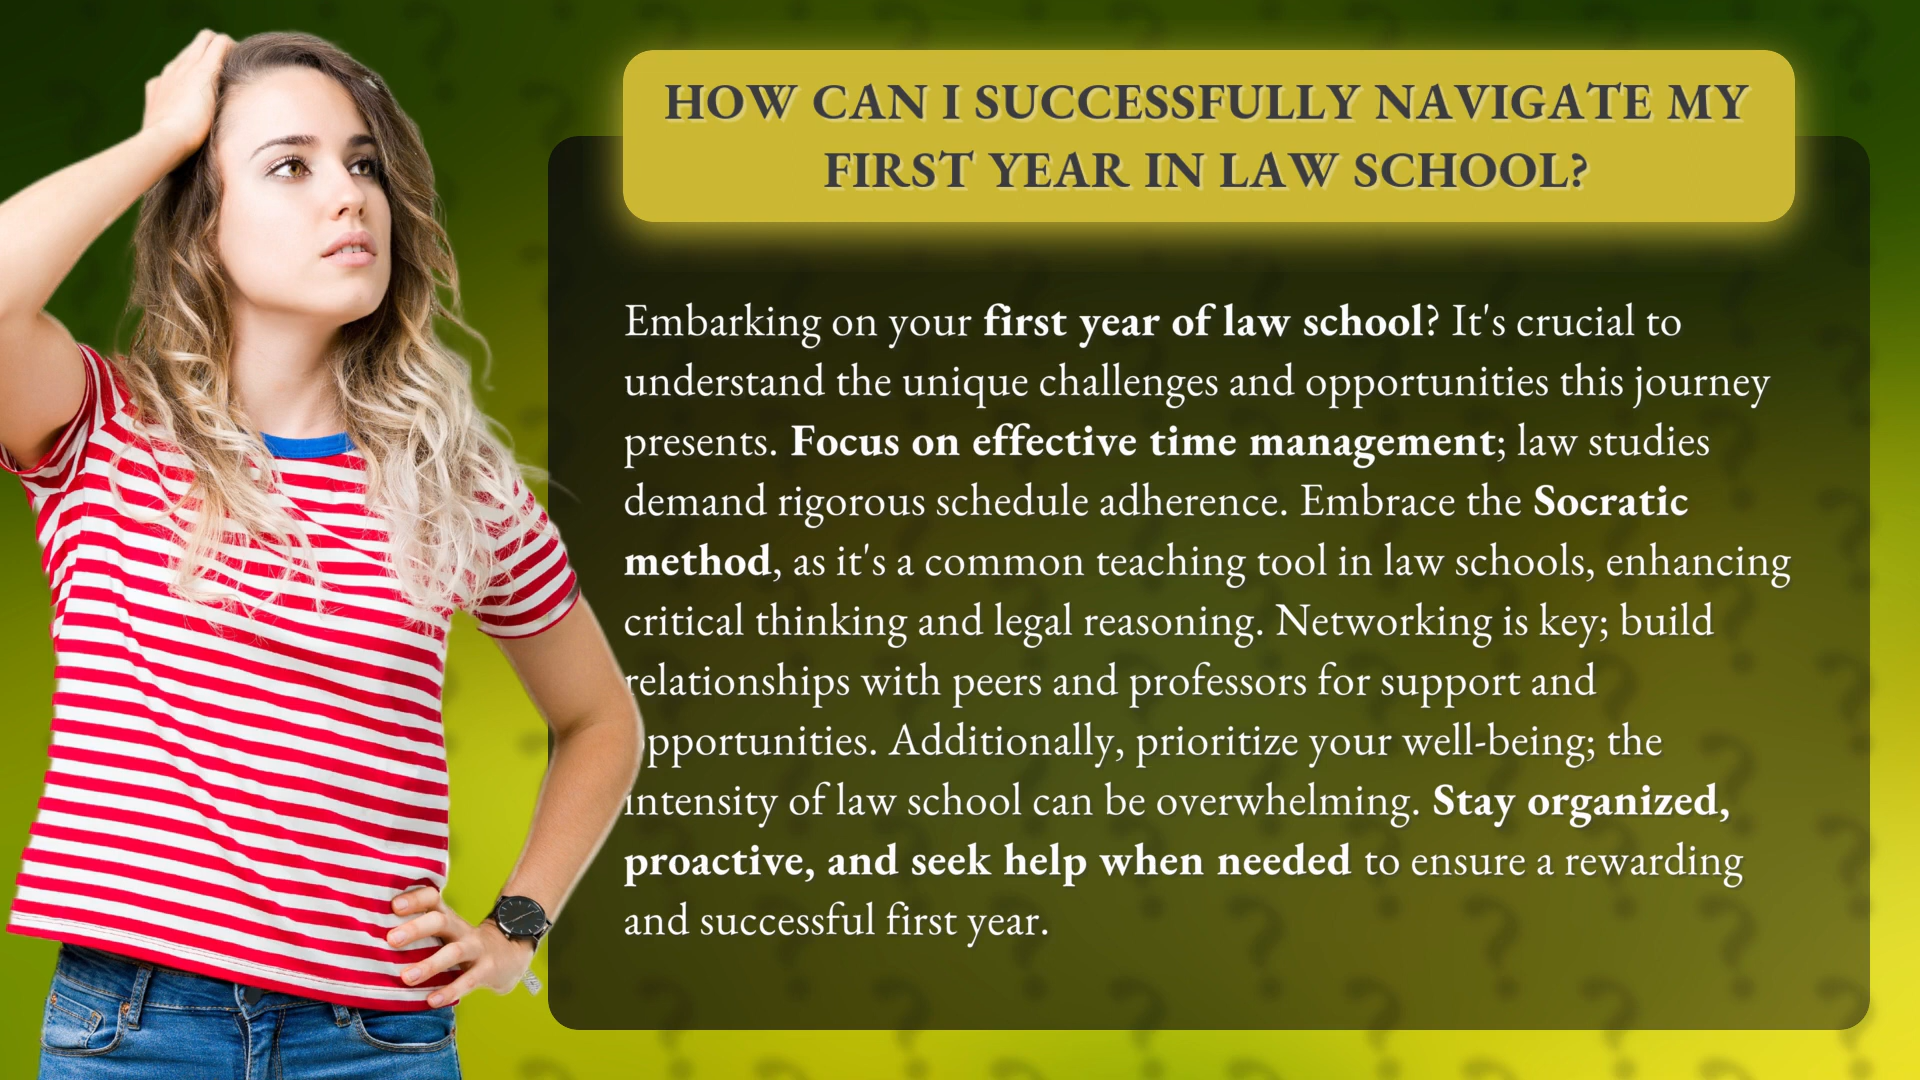 HOW CAN I SUCCESSFULLY NAVIGATE MY
FIRST YEAR IN LAW SCHOOL?
Embarking on your first year of law school? It's crucial to
understand the unique challenges and opportunities this journey
presents. Focus on effective time management; law studies
demand rigorous schedule adherence. Embrace the Socratic
method, as it's a common teaching tool in law schools, enhancing
critical thinking and legal reasoning. Networking is key; build
relationships with peers and professors for support and
opportunities. Additionally, prioritize your well-being; the
intensity of law school can be overwhelming. Stay organized,
proactive, and seek help when needed to ensure a rewarding
and successful first year.